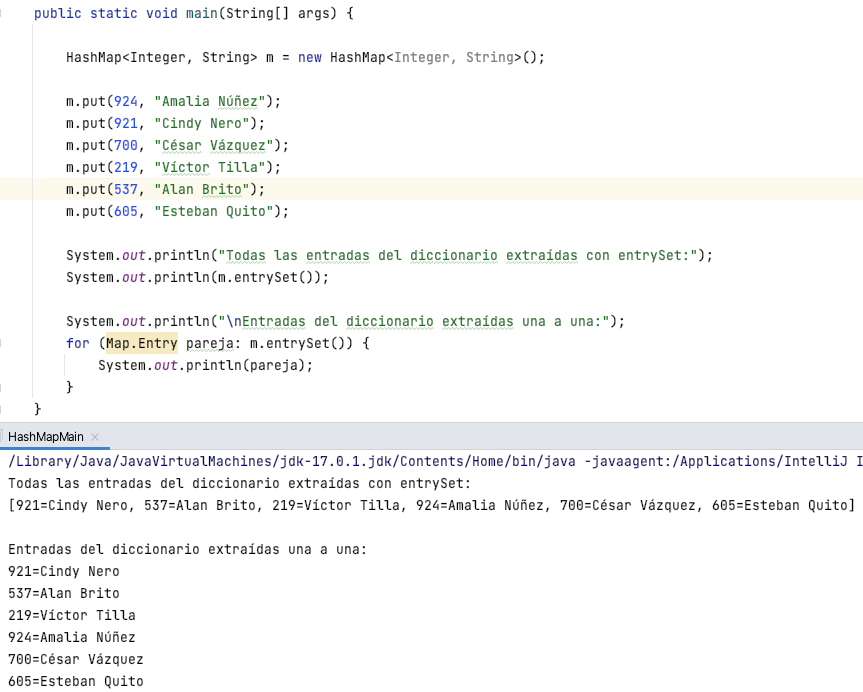 public static void main(String[] args) {
HashMap<Integer, String> m = new HashMap<Integer, String>();
m.put(924, "Amalia Núñez");
m.put(921, "Cindy Nero");
m.put(700, "César Vázquez");
m.put(219, "Víctor Tilla");
m.put(537, "Alan Brito");
m.put(605, "Esteban Quito");
System.out.println("Todas las entradas del diccionario extraídas con entrySet:");
System.out.println(m.entrySet());
System.out.println("\nEntradas del diccionario extraídas una a una:");
for (Map.Entry pareja: m.entrySet()) {
System.out.println(pareja);
}
}
HashMapMain ×
/Library/Java/JavaVirtualMachines/jdk-17.0.1.jdk/Contents/Home/bin/java -javaagent:/Applications/IntelliJ I
Todas las entradas del diccionario extraídas con entrySet:
[921=Cindy Nero, 537=Alan Brito, 219=Víctor Tilla, 924=Amalia Núñez, 700=César Vázquez, 605=Esteban Quito]
Entradas del diccionario extraídas una a una:
921=Cindy Nero
537=Alan Brito
219=Víctor Tilla
924=Amalia Núñez
700=César Vázquez
605=Esteban Quito